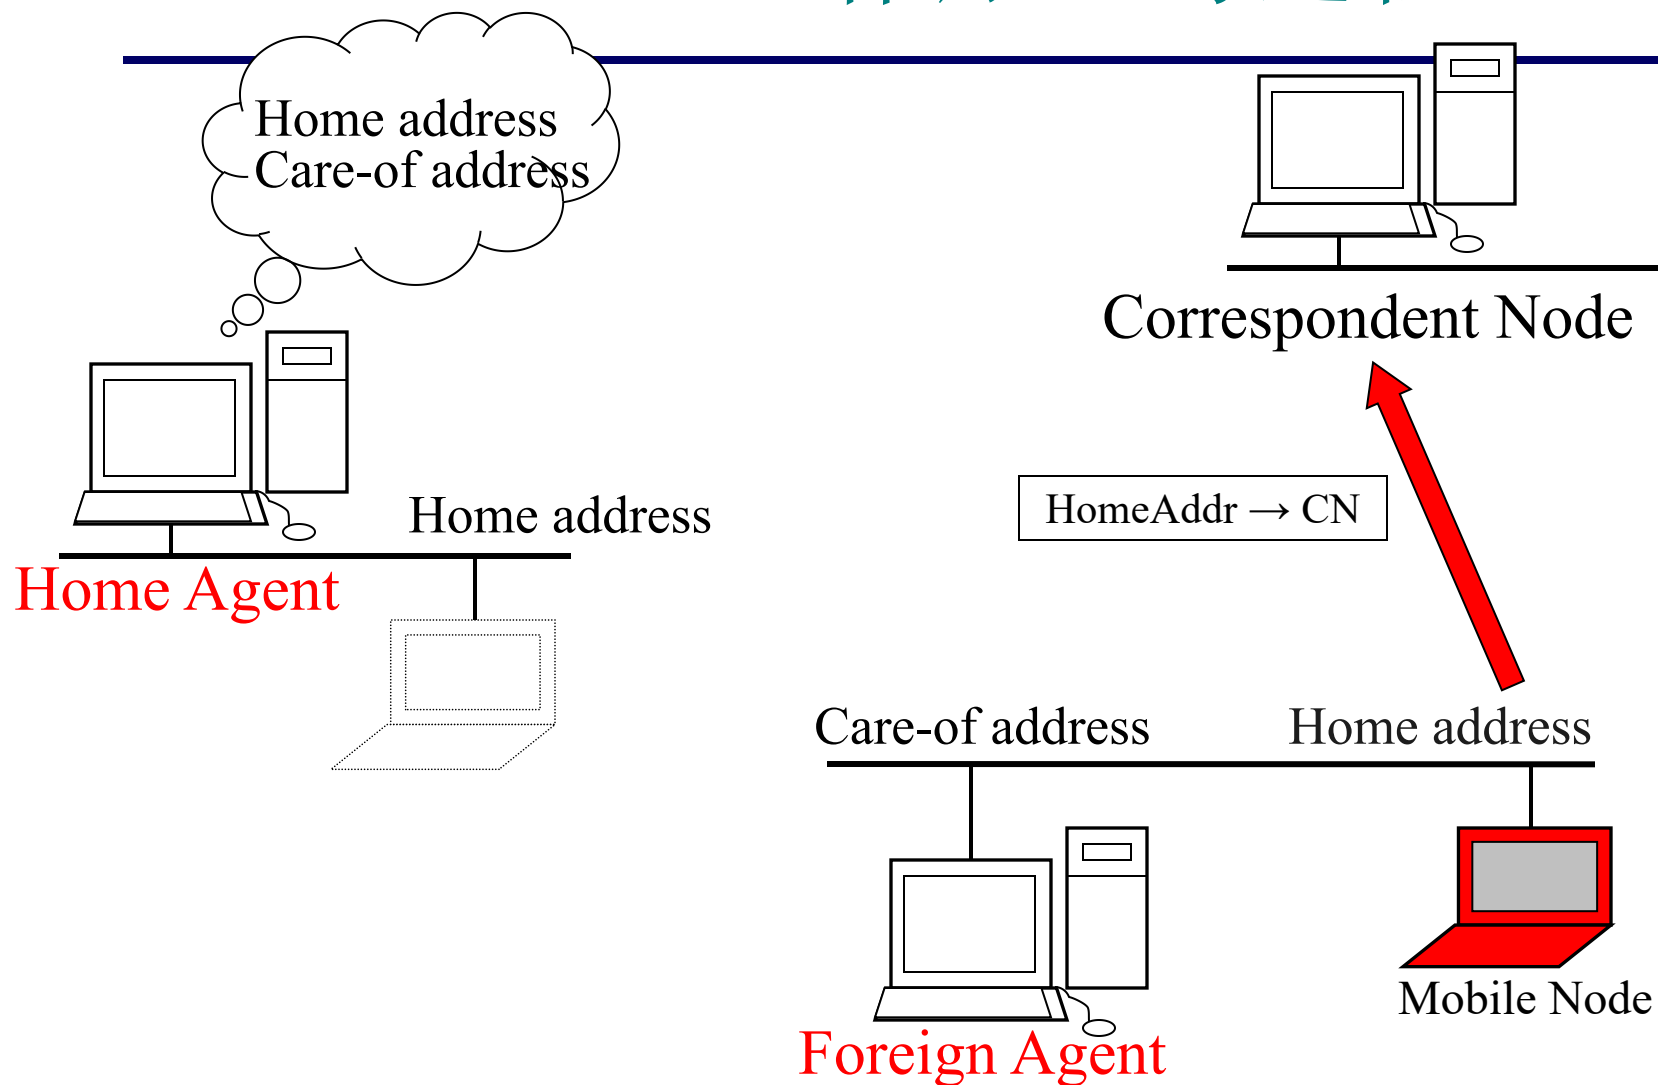 Home address
Care-of address
Correspondent Node
HomeAddr → CN
Home address
Home Agent
Care-of address
Home address
Mobile Node
Foreign Agent